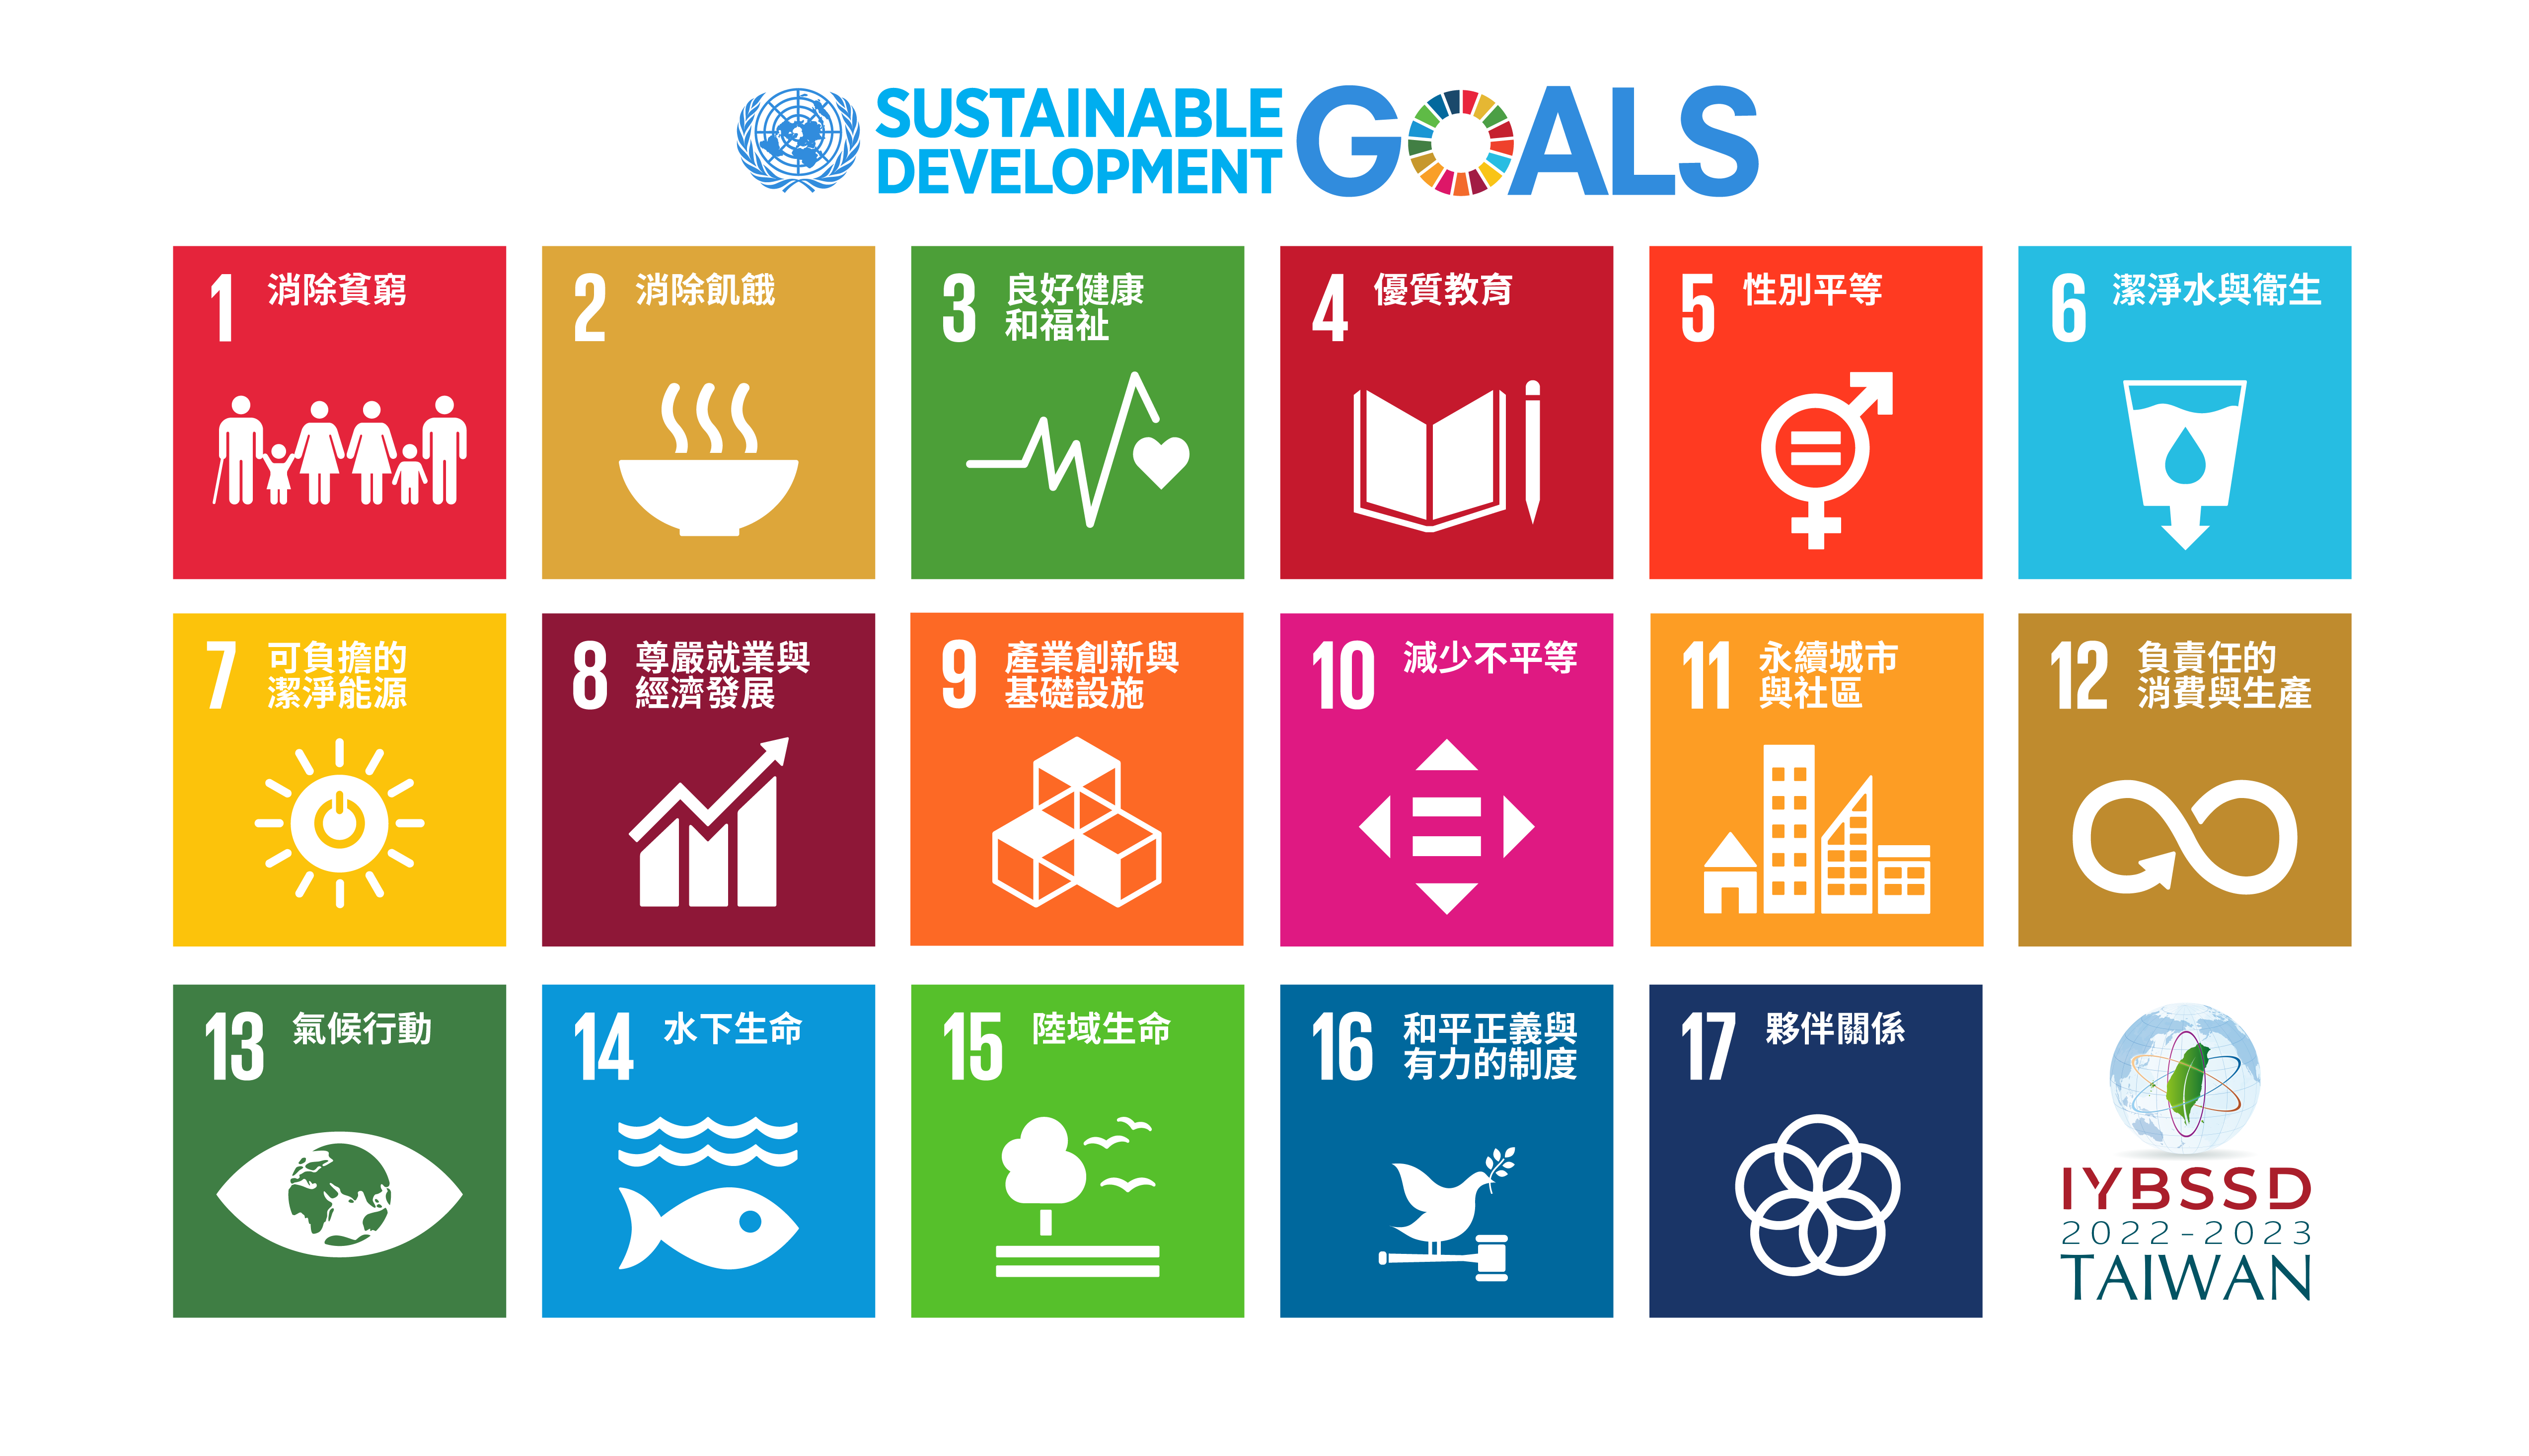 SUSTAINABLE
DEVELOPMENT
GOALS
1 消除貧窮
2 消除飢餓
3 良好健康
和福祉
4 優質教育
5 性別平等
6 潔淨水與衛生
7 可負擔的
潔淨能源
8 尊嚴就業與
經濟發展
9 產業創新與
基礎設施
10 減少不平等
11 永續城市
與社區
12 負責任的
消費與生產
13 氣候行動
14 水下生命
15 陸域生命
16 和平正義與
有力的制度
17 夥伴關係
IYBSSD
2022-2023
TAIWAN